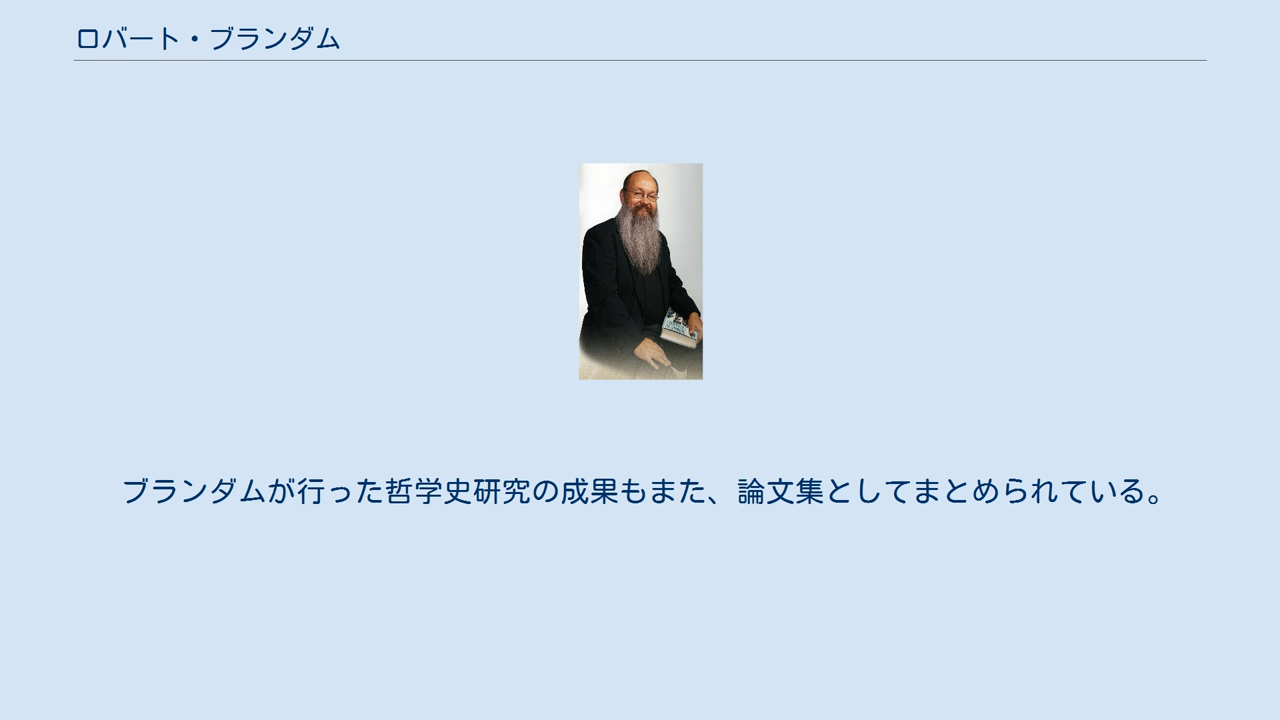 ロバート・ブランダム
ブランダムが行った哲学史研究の成果もまた、論文集としてまとめられている。